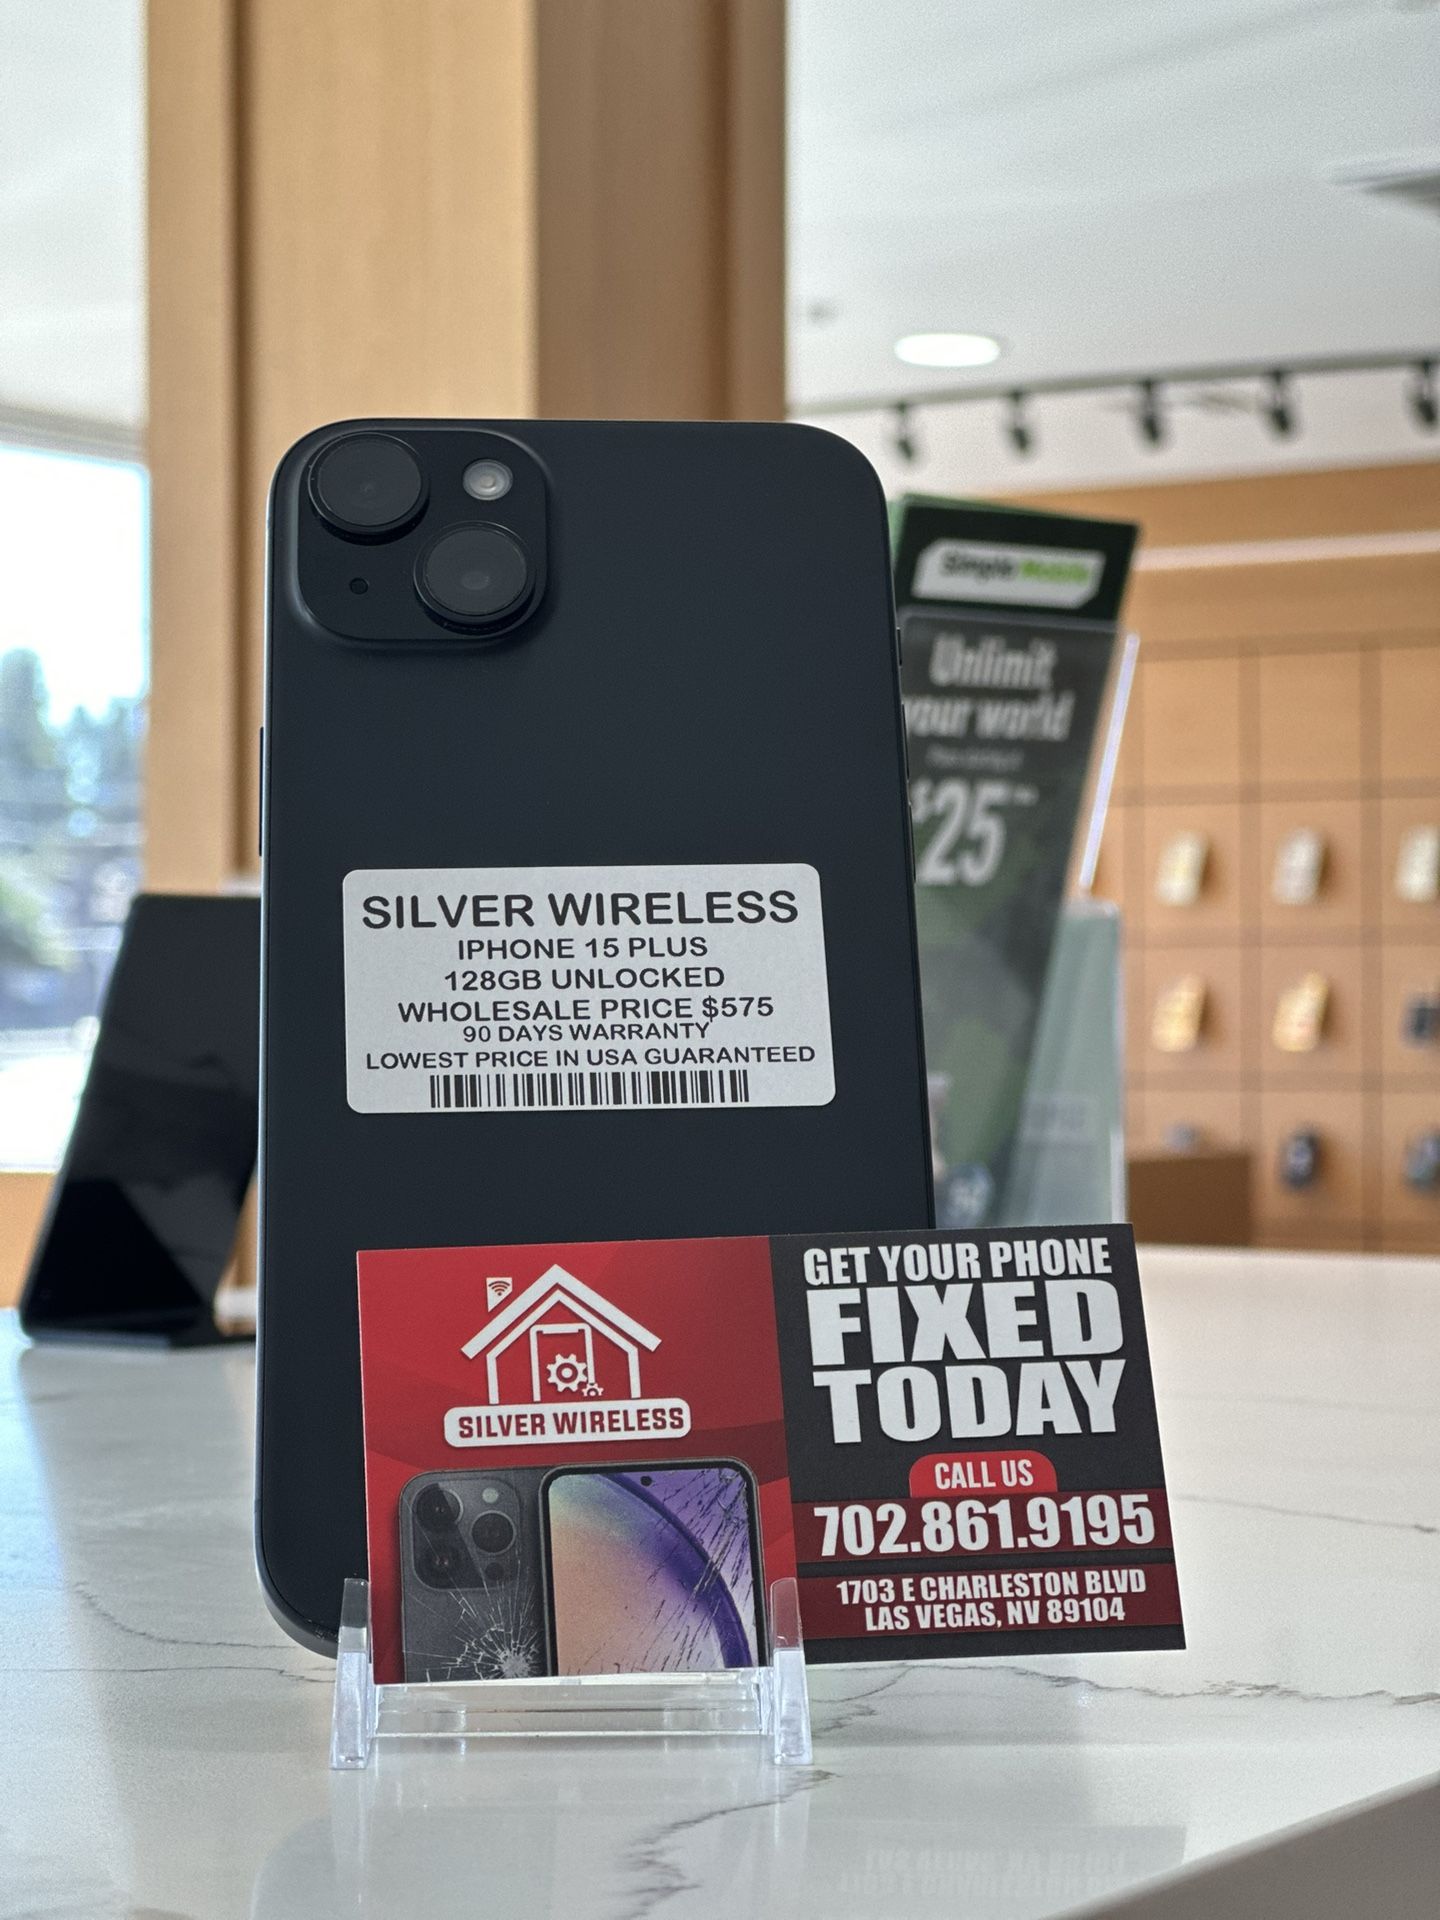 SimpleMobile
Unlimit
your world
$25
SILVER WIRELESS
IPHONE 15 PLUS
128GB UNLOCKED
WHOLESALE PRICE $575
90 DAYS WARRANTY
LOWEST PRICE IN USA GUARANTEED
SILVER WIRELESS
GET YOUR PHONE
FIXED
TODAY
CALL US
702.861.9195
1703 E CHARLESTON BLVD
LAS VEGAS, NV 89104